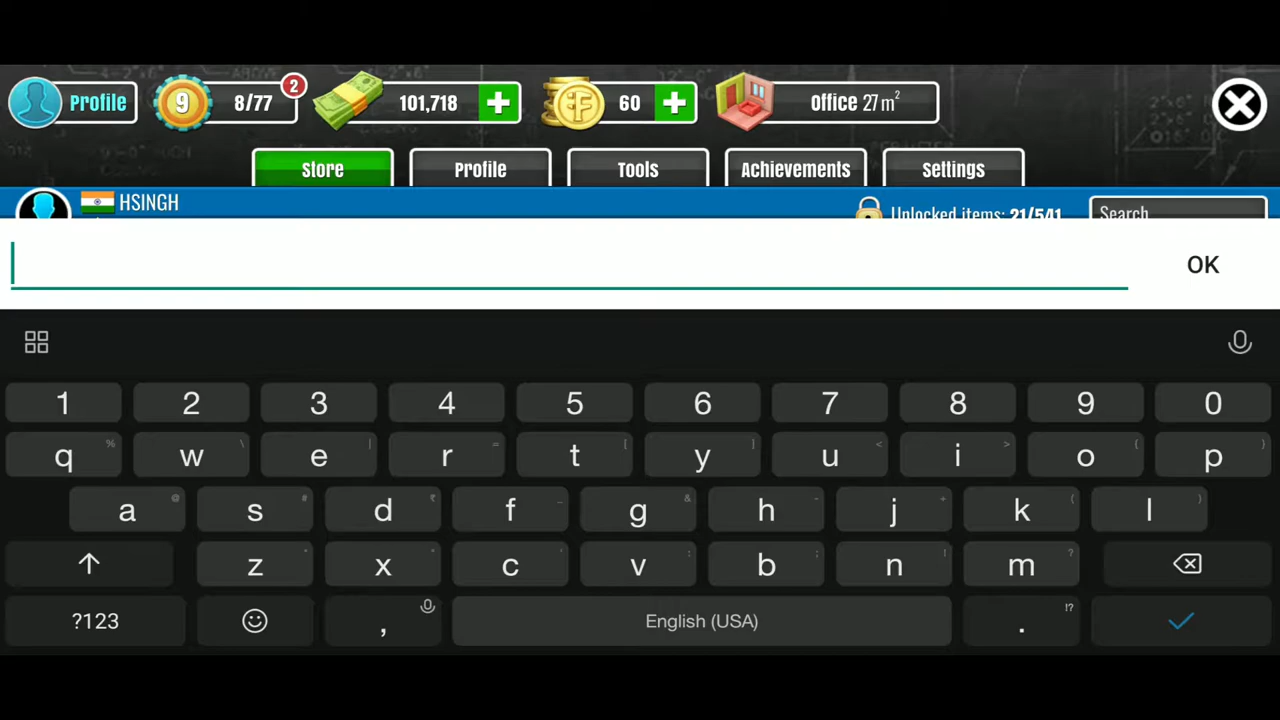 Profile 9 8/77 2 101,718 60 Office 27 m²
Store Profile Tools Achievements Settings
HSINGH Unlocked items: 21/541 Search
OK
1 2 3 4 5 6 7 8 9 0
q w e r t y u i o p
a s d f g h j k l
z x c v b n m
?123 , English (USA) . !?